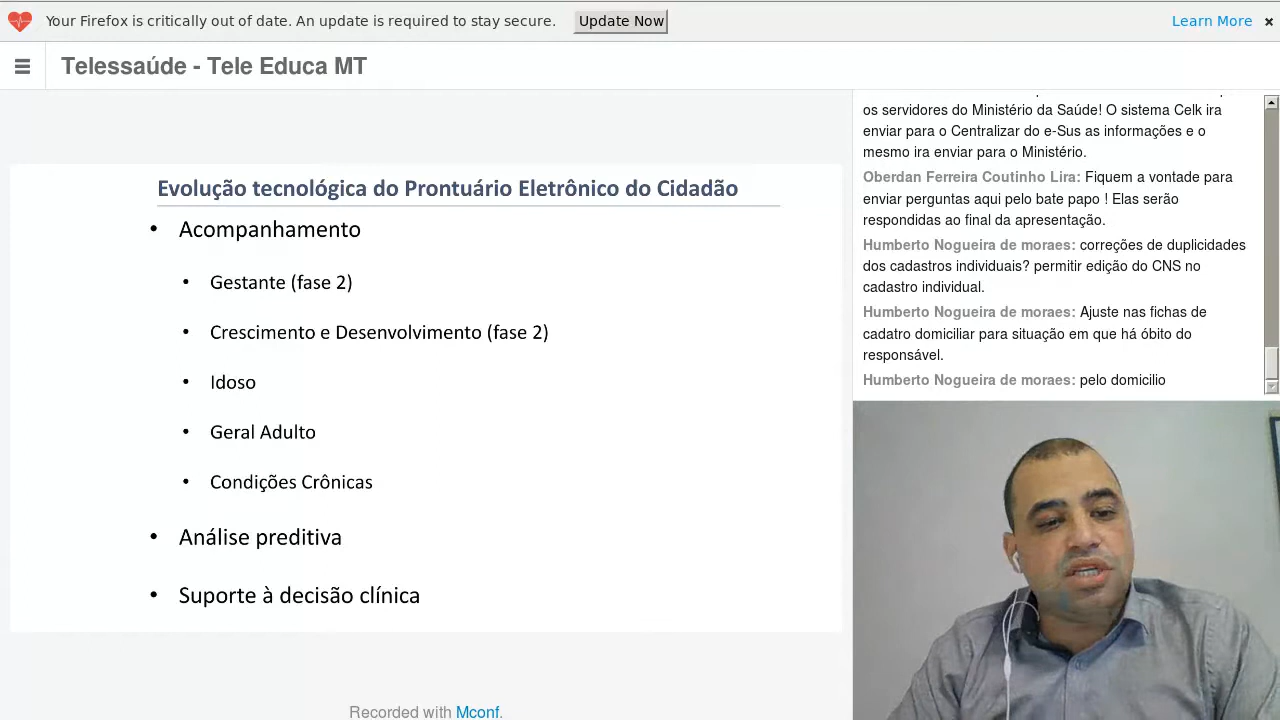 Your Firefox is critically out of date. An update is required to stay secure. Update Now Learn More ×
Telessaúde - Tele Educa MT
Evolução tecnológica do Prontuário Eletrônico do Cidadão
• Acompanhamento
• Gestante (fase 2)
• Crescimento e Desenvolvimento (fase 2)
• Idoso
• Geral Adulto
• Condições Crônicas
• Análise preditiva
• Suporte à decisão clínica
Recorded with Mconf.
os servidores do Ministério da Saúde! O sistema Celk ira
enviar para o Centralizar do e-Sus as informações e o
mesmo ira enviar para o Ministério.
Oberdan Ferreira Coutinho Lira: Fiquem a vontade para
enviar perguntas aqui pelo bate papo ! Elas serão
respondidas ao final da apresentação.
Humberto Nogueira de moraes: correções de duplicidades
dos cadastros individuais? permitir edição do CNS no
cadastro individual.
Humberto Nogueira de moraes: Ajuste nas fichas de
cadatro domiciliar para situação em que há óbito do
responsável.
Humberto Nogueira de moraes: pelo domicilio